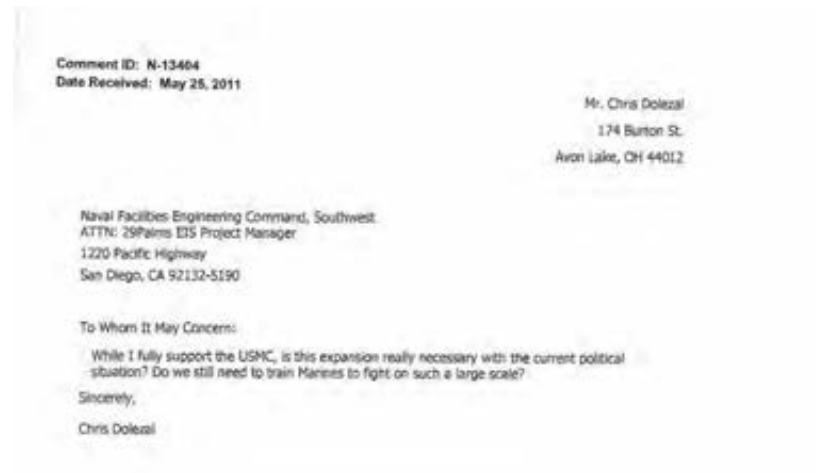 Comment ID: N-13404
Date Received: May 25, 2011
Mr. Chris Dolezal
174 Burton St.
Avon Lake, OH 44012
Naval Facilities Engineering Command, Southwest
ATTN: 29Palms EIS Project Manager
1220 Pacific Highway
San Diego, CA 92132-5190
To Whom It May Concern:
While I fully support the USMC, is this expansion really necessary with the current political
situation? Do we still need to train Marines to fight on such a large scale?
Sincerely,
Chris Dolezal